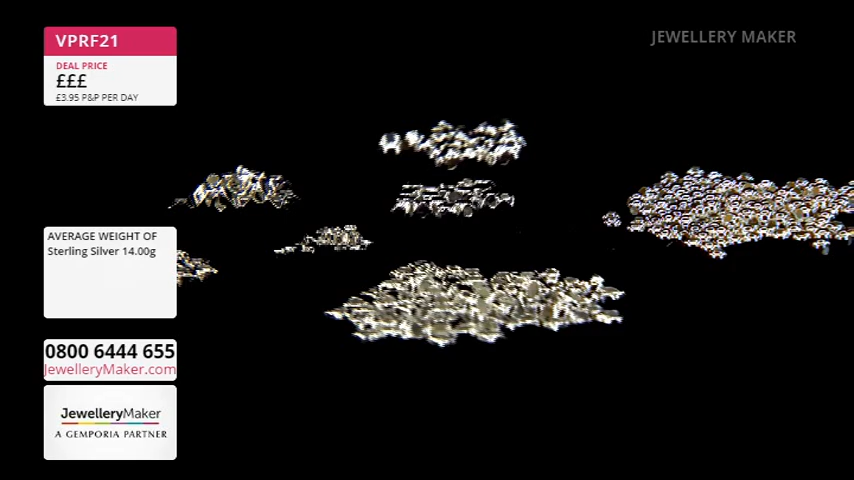 VPRF21
JEWELLERY MAKER
DEAL PRICE
£££
£3.95 P&P PER DAY
AVERAGE WEIGHT OF
Sterling Silver 14.00g
0800 6444 655
JewelleryMaker.com
JewelleryMaker
A GEMPORIA PARTNER